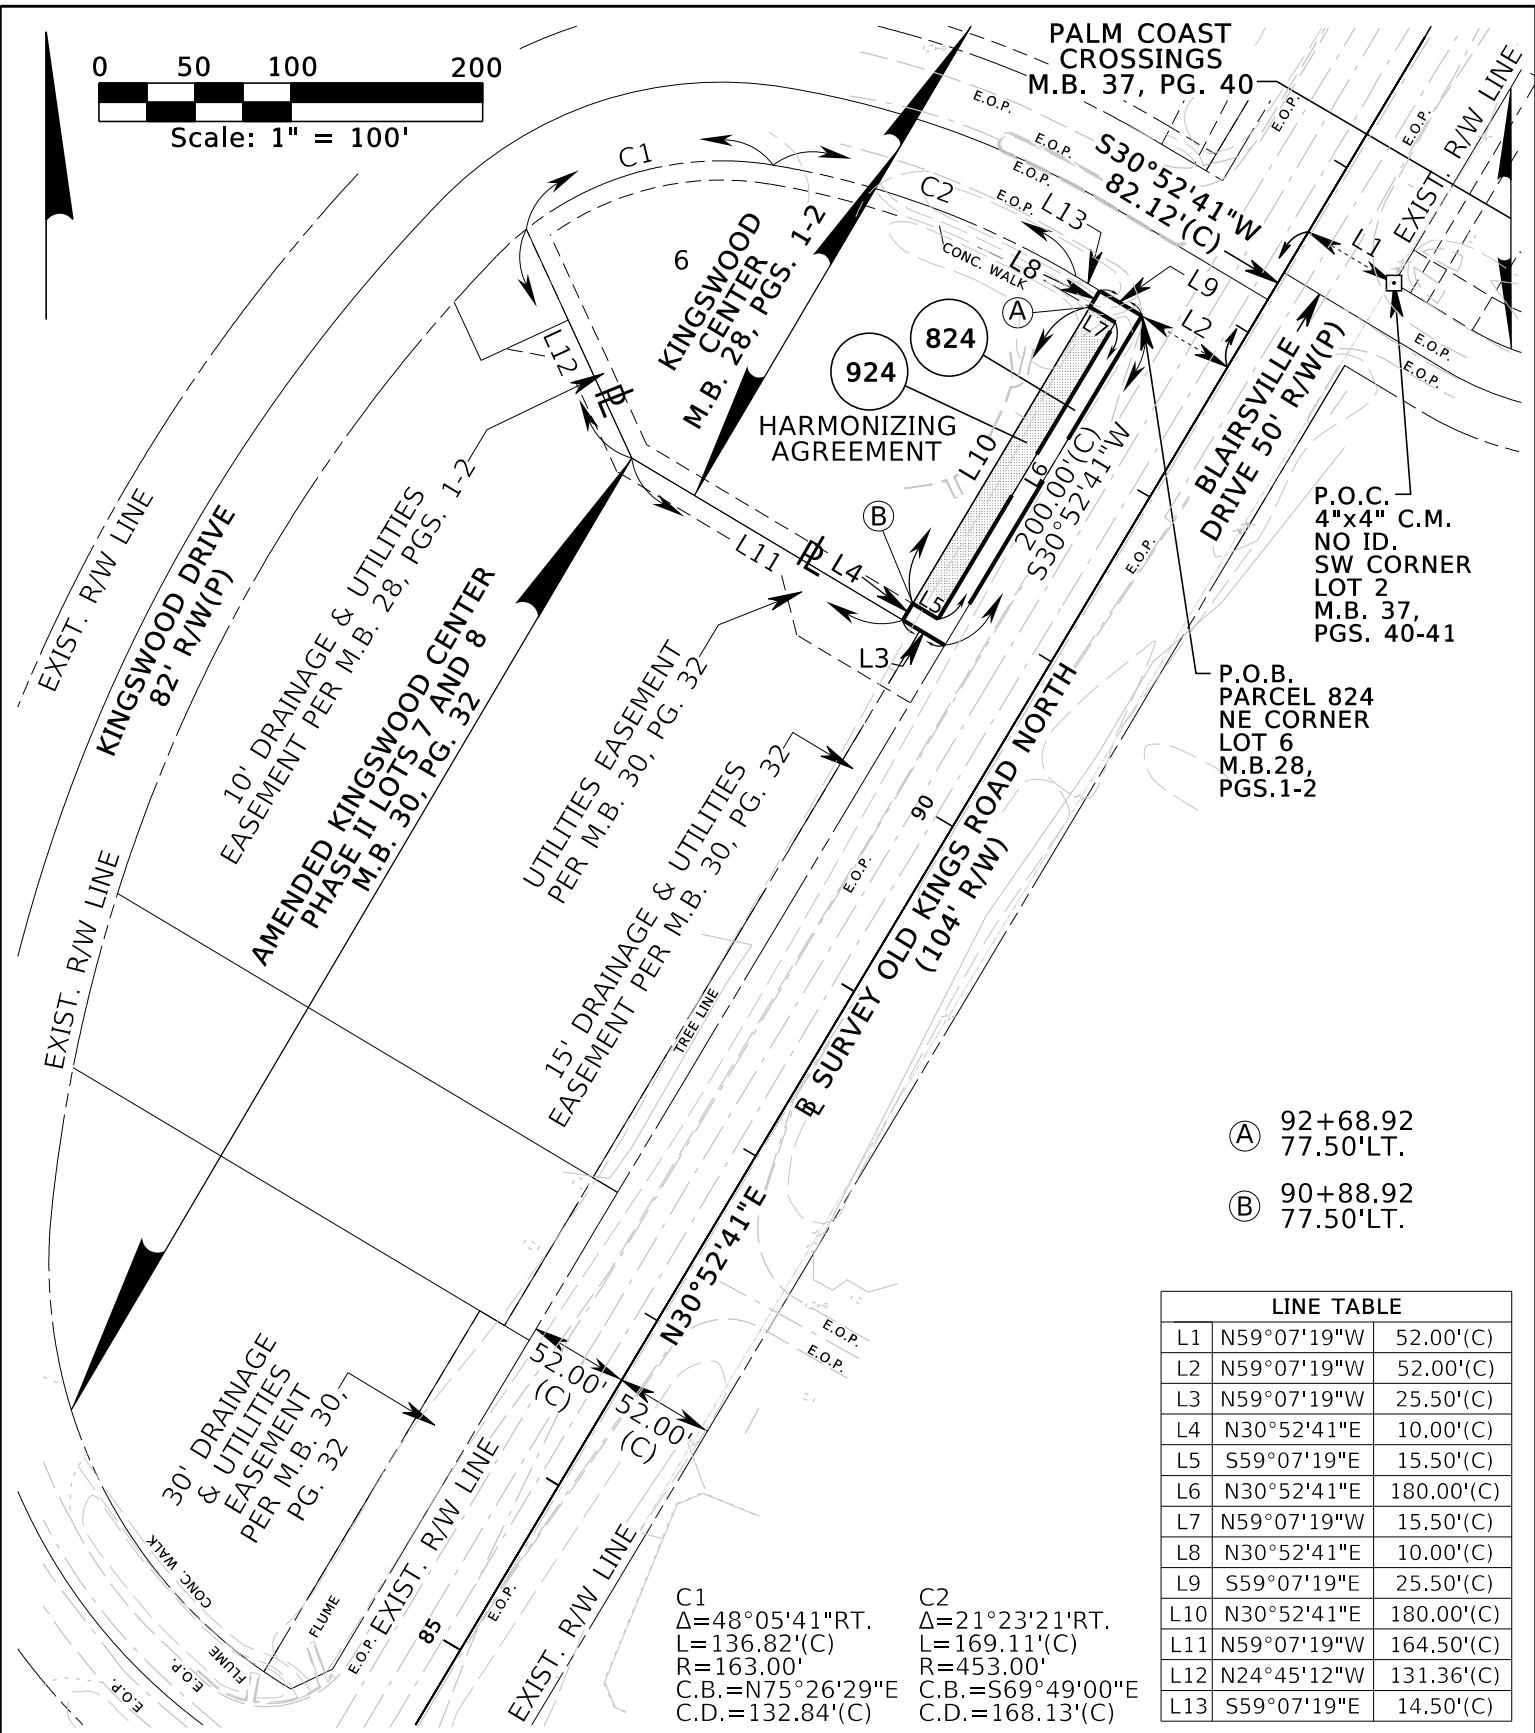 0 50 100 200
Scale: 1" = 100'
PALM COAST
CROSSINGS
M.B. 37, PG. 40
E.O.P.
E.O.P.
E.O.P.
E.O.P.
E.O.P.
E.O.P.
S30°52'41"W
82.12'(C)
EXIST. R/W LINE
C1
C2
L13
L1
L8
L9
L2
CONC. WALK
6
KINGSWOOD
CENTER
M.B. 28, PGS. 1-2
A
L7
824
924
HARMONIZING
AGREEMENT
L12
PL
L10
L6
200.00'(C)
S30°52'41"W
BLAIRSVILLE
DRIVE 50' R/W(P)
E.O.P.
E.O.P.
E.O.P.
P.O.C.
4"x4" C.M.
NO ID.
SW CORNER
LOT 2
M.B. 37,
PGS. 40-41
B
L11
PL
L4
L5
L3
P.O.B.
PARCEL 824
NE CORNER
LOT 6
M.B.28,
PGS.1-2
EXIST. R/W LINE
KINGSWOOD DRIVE
82' R/W(P)
10' DRAINAGE & UTILITIES
EASEMENT PER M.B. 28, PGS. 1-2
AMENDED KINGSWOOD CENTER
PHASE II LOTS 7 AND 8
M.B. 30, PG. 32
UTILITIES EASEMENT
PER M.B. 30, PG. 32
15' DRAINAGE & UTILITIES
EASEMENT PER M.B. 30, PG. 32
90
E.O.P.
BL SURVEY OLD KINGS ROAD NORTH
(104' R/W)
EXIST. R/W LINE
TREE LINE
N30°52'41"E
A 92+68.92
77.50'LT.
B 90+88.92
77.50'LT.
E.O.P.
E.O.P.
52.00'
(C)
52.00'
(C)
30' DRAINAGE
& UTILITIES
EASEMENT
PER M.B. 30,
PG. 32
CONC. WALK
FLUME
FLUME
E.O.P.
E.O.P.
E.O.P.
EXIST. R/W LINE
85
E.O.P.
EXIST. R/W LINE
C1
Δ=48°05'41"RT.
L=136.82'(C)
R=163.00'
C.B.=N75°26'29"E
C.D.=132.84'(C)
C2
Δ=21°23'21'RT.
L=169.11'(C)
R=453.00'
C.B.=S69°49'00"E
C.D.=168.13'(C)
LINE TABLE
L1 N59°07'19"W 52.00'(C)
L2 N59°07'19"W 52.00'(C)
L3 N59°07'19"W 25.50'(C)
L4 N30°52'41"E 10.00'(C)
L5 S59°07'19"E 15.50'(C)
L6 N30°52'41"E 180.00'(C)
L7 N59°07'19"W 15.50'(C)
L8 N30°52'41"E 10.00'(C)
L9 S59°07'19"E 25.50'(C)
L10 N30°52'41"E 180.00'(C)
L11 N59°07'19"W 164.50'(C)
L12 N24°45'12"W 131.36'(C)
L13 S59°07'19"E 14.50'(C)